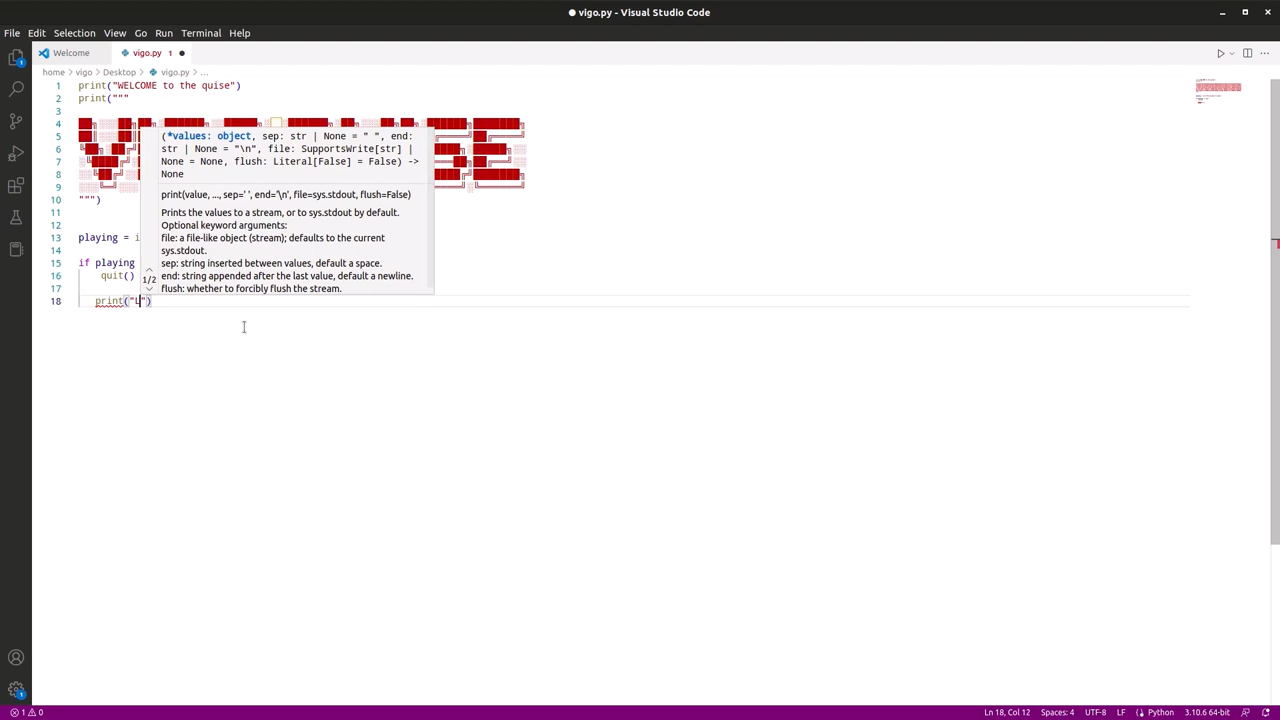 vigo.py - Visual Studio Code
File Edit Selection View Go Run Terminal Help
Welcome vigo.py 1
home > vigo > Desktop > vigo.py > ...
1 print("WELCOME to the quise")
2 print("""
3
4
5
6
7
8
9
10 """)
11
12
13 playing = i
14
15 if playing
16 quit()
17
18 print("L")
(*values: object, sep: str | None = " ", end:
str | None = "\n", file: SupportsWrite[str] |
None = None, flush: Literal[False] = False) ->
None
print(value, ..., sep=' ', end='\n', file=sys.stdout, flush=False)
Prints the values to a stream, or to sys.stdout by default.
Optional keyword arguments:
file: a file-like object (stream); defaults to the current
sys.stdout.
sep: string inserted between values, default a space.
end: string appended after the last value, default a newline.
flush: whether to forcibly flush the stream.
1/2
1
1
1 0
Ln 18, Col 12 Spaces: 4 UTF-8 LF Python 3.10.6 64-bit